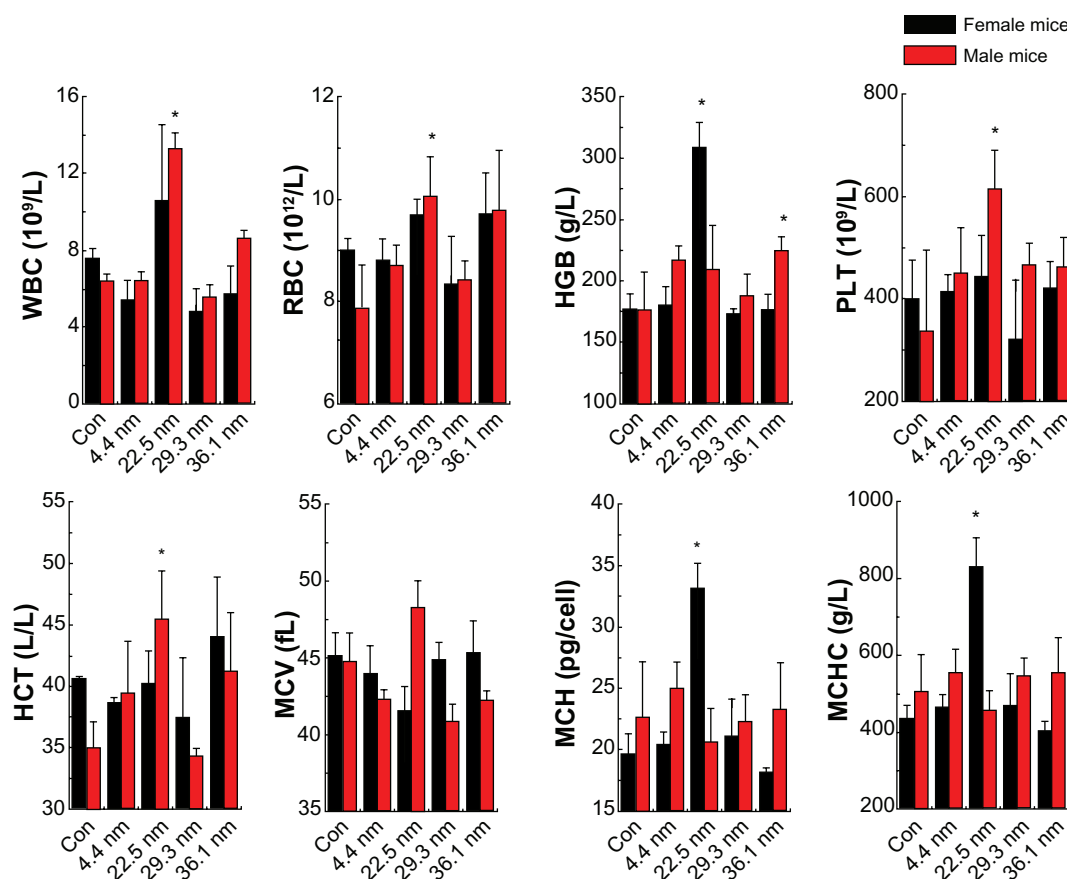 Female mice
Male mice
WBC (10⁹/L)
16
12
8
4
0
Con
4.4 nm
22.5 nm
29.3 nm
36.1 nm
*
RBC (10¹²/L)
12
10
8
6
Con
4.4 nm
22.5 nm
29.3 nm
36.1 nm
*
HGB (g/L)
350
300
250
200
175
150
100
Con
4.4 nm
22.5 nm
29.3 nm
36.1 nm
*
*
PLT (10⁹/L)
800
600
400
200
Con
4.4 nm
22.5 nm
29.3 nm
36.1 nm
*
HCT (L/L)
55
50
45
40
35
30
Con
4.4 nm
22.5 nm
29.3 nm
36.1 nm
*
MCV (fL)
55
50
45
40
35
Con
4.4 nm
22.5 nm
29.3 nm
36.1 nm
MCH (pg/cell)
40
35
30
25
20
15
Con
4.4 nm
22.5 nm
29.3 nm
36.1 nm
*
MCHC (g/L)
1000
800
600
400
200
Con
4.4 nm
22.5 nm
29.3 nm
36.1 nm
*